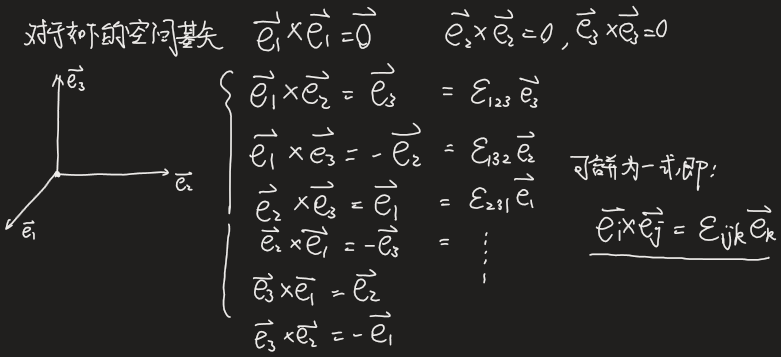 对于如下的空间基矢 $\vec{e_1}\times\vec{e_1}=\vec{0}$ $\vec{e_2}\times\vec{e_2}=0$, $\vec{e_3}\times\vec{e_3}=0$
$\vec{e_3}$
$\vec{e_2}$
$\vec{e_1}$
$\vec{e_1}\times\vec{e_2}=\vec{e_3}$ $=\varepsilon_{123}\vec{e_3}$
$\vec{e_1}\times\vec{e_3}=-\vec{e_2}$ $=\varepsilon_{132}\vec{e_2}$
$\vec{e_2}\times\vec{e_3}=\vec{e_1}$ $=\varepsilon_{231}\vec{e_1}$
$\vec{e_2}\times\vec{e_1}=-\vec{e_3}$ $=\vdots$
$\vec{e_3}\times\vec{e_1}=\vec{e_2}$
$\vec{e_3}\times\vec{e_2}=-\vec{e_1}$
可合并为一式,即:
$\vec{e_i}\times\vec{e_j}=\varepsilon_{ijk}\vec{e_k}$